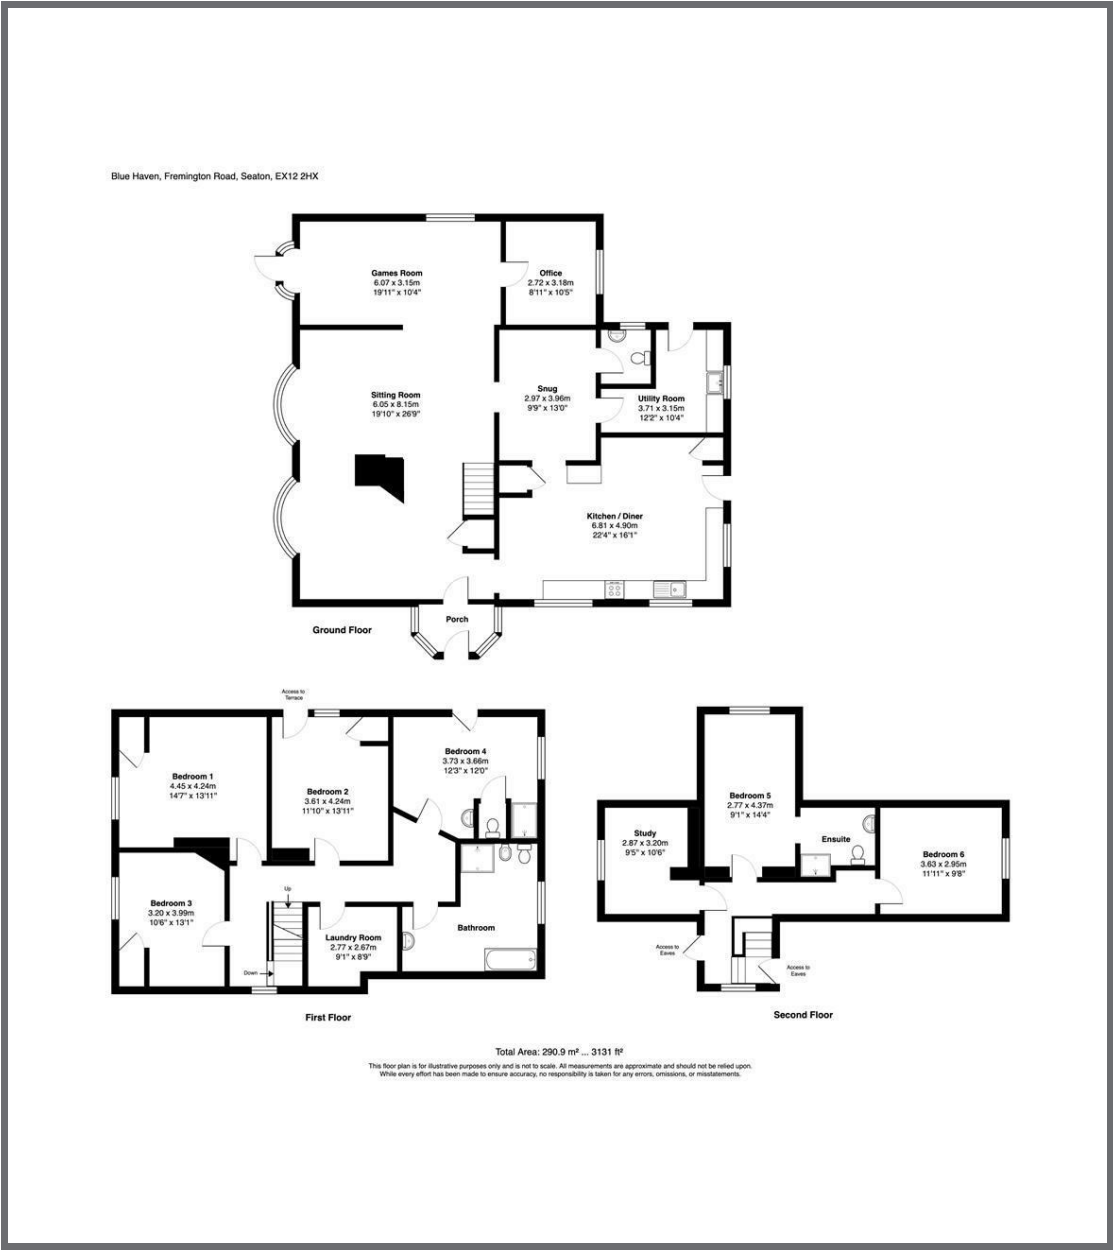 Blue Haven, Fremington Road, Seaton, EX12 2HX
Games Room
6.07 x 3.15m
19'11" x 10'4"
Office
2.72 x 3.18m
8'11" x 10'5"
Sitting Room
6.05 x 8.15m
19'10" x 26'9"
Snug
2.97 x 3.96m
9'9" x 13'0"
Utility Room
3.71 x 3.15m
12'2" x 10'4"
Kitchen / Diner
6.81 x 4.90m
22'4" x 16'1"
Porch
Ground Floor
Access to
Terrace
Bedroom 1
4.45 x 4.24m
14'7" x 13'11"
Bedroom 2
3.61 x 4.24m
11'10" x 13'11"
Bedroom 4
3.73 x 3.66m
12'3" x 12'0"
Bedroom 3
3.20 x 3.99m
10'6" x 13'1"
Up
Down
Laundry Room
2.77 x 2.67m
9'1" x 8'9"
Bathroom
First Floor
Bedroom 5
2.77 x 4.37m
9'1" x 14'4"
Study
2.87 x 3.20m
9'5" x 10'6"
Ensuite
Bedroom 6
3.63 x 2.95m
11'11" x 9'8"
Access to
Eaves
Access to
Eaves
Second Floor
Total Area: 290.9 m² ... 3131 ft²
This floor plan is for illustrative purposes only and is not to scale. All measurements are approximate and should not be relied upon.
While every effort has been made to ensure accuracy, no responsibility is taken for any errors, omissions, or misstatements.